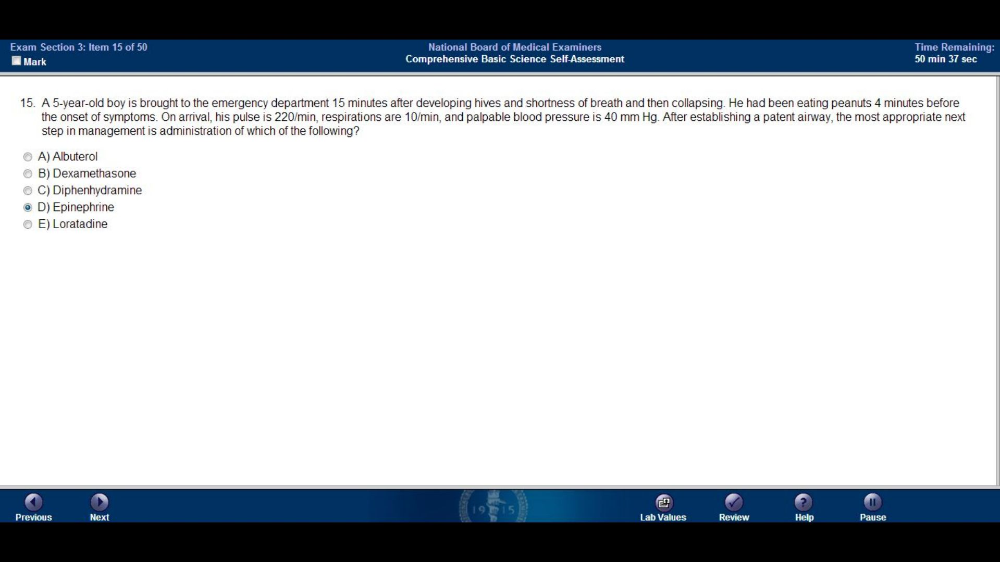 Exam Section 3: Item 15 of 50
National Board of Medical Examiners
Time Remaining:
Mark
Comprehensive Basic Science Self-Assessment
50 min 37 sec
15. A 5-year-old boy is brought to the emergency department 15 minutes after developing hives and shortness of breath and then collapsing. He had been eating peanuts 4 minutes before
the onset of symptoms. On arrival, his pulse is 220/min, respirations are 10/min, and palpable blood pressure is 40 mm Hg. After establishing a patent airway, the most appropriate next
step in management is administration of which of the following?
A) Albuterol
B) Dexamethasone
C) Diphenhydramine
D) Epinephrine
E) Loratadine
1915
Previous
Next
Lab Values
Review
Help
Pause